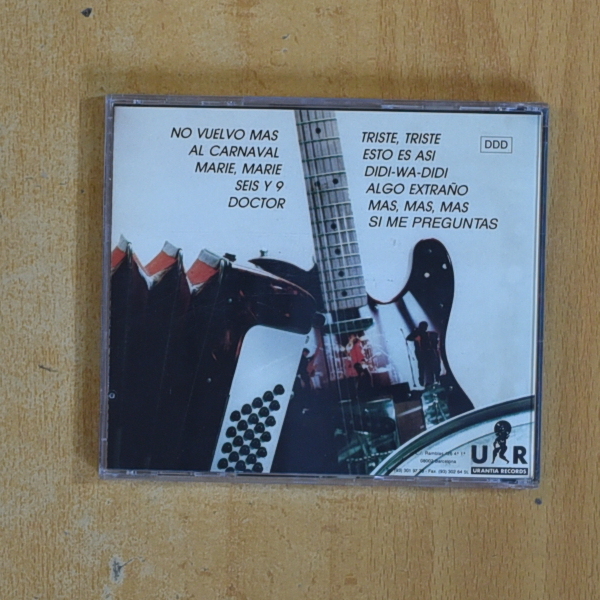 NO VUELVO MAS
AL CARNAVAL
MARIE, MARIE
SEIS Y 9
DOCTOR
TRISTE, TRISTE
ESTO ES ASI
DIDI-WA-DIDI
ALGO EXTRAÑO
MAS, MAS, MAS
SI ME PREGUNTAS
DDD
UR
URANTIA RECORDS